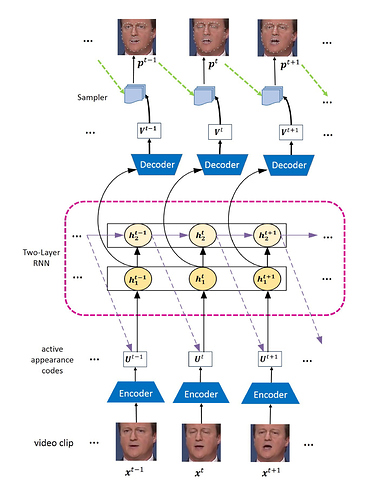 ... ...
p^{t-1} p^t p^{t+1}
Sampler ...
... V^{t-1} V^t V^{t+1} ...
Decoder Decoder Decoder
... h_2^{t-1} h_2^t h_2^{t+1} ...
Two-Layer
RNN
... h_1^{t-1} h_1^t h_1^{t+1} ...
active
appearance
codes
... U^{t-1} U^t U^{t+1} ...
Encoder Encoder Encoder
video clip ... ...
x^{t-1} x^t x^{t+1}